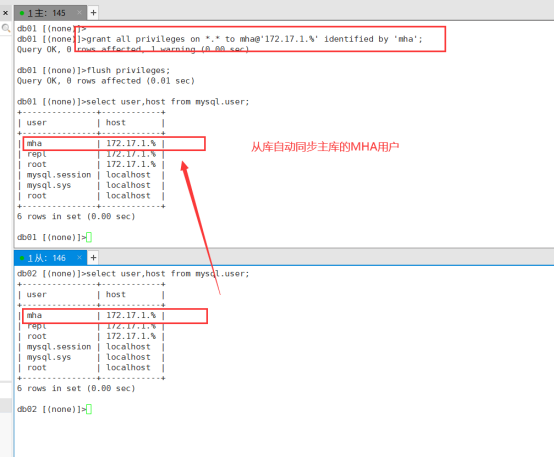 1 主: 145 × +
db01 [(none)]>
db01 [(none)]>grant all privileges on *.* to mha@'172.17.1.%' identified by 'mha';
Query OK, 0 rows affected, 1 warning (0.00 sec)
db01 [(none)]>flush privileges;
Query OK, 0 rows affected (0.01 sec)
db01 [(none)]>select user,host from mysql.user;
+---------------+------------+
| user | host |
+---------------+------------+
| mha | 172.17.1.% |
| repl | 172.17.1.% |
| root | 172.17.1.% |
| mysql.session | localhost |
| mysql.sys | localhost |
| root | localhost |
+---------------+------------+
6 rows in set (0.00 sec)
从库自动同步主库的MHA用户
db01 [(none)]>
1 从: 146 × +
db02 [(none)]>select user,host from mysql.user;
+---------------+------------+
| user | host |
+---------------+------------+
| mha | 172.17.1.% |
| repl | 172.17.1.% |
| root | 172.17.1.% |
| mysql.session | localhost |
| mysql.sys | localhost |
| root | localhost |
+---------------+------------+
6 rows in set (0.00 sec)
db02 [(none)]>